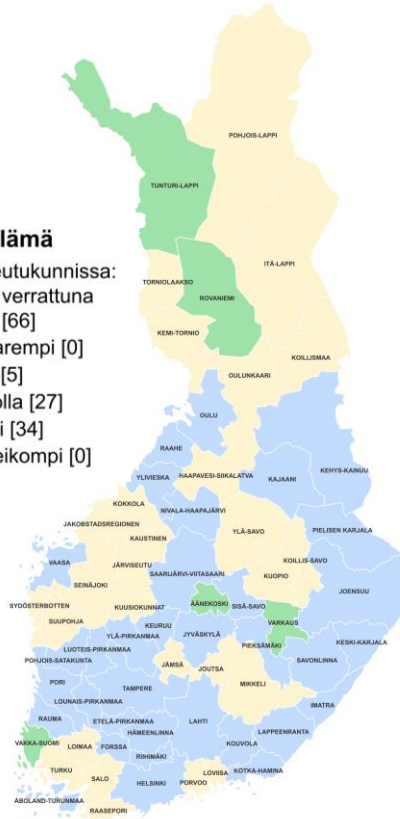 lämä
eutukunnissa:
verrattuna
[66]
arempi [0]
[5]
olla [27]
i [34]
eikompi [0]
POHJOIS-LAPPI
TUNTURI-LAPPI
ITÄ-LAPPI
TORNIOLAAKSO
ROVANIEMI
KEMI-TORNIO
KOILLISMAA
OULUNKAARI
OULU
RAAHE
KEHYS-KAINUU
YLIVIESKA
HAAPAVESI-SIIKALATVA
KAJAANI
KOKKOLA
NIVALA-HAAPAJÄRVI
JAKOBSTADSREGIONEN
YLÄ-SAVO
PIELISEN KARJALA
KAUSTINEN
VAASA
JÄRVISEUTU
KOILLIS-SAVO
SAARIJÄRVI-VIITASAARI
KUOPIO
SEINÄJOKI
JOENSUU
SYDÖSTERBOTTEN
KUUSIOKUNNAT
ÄÄNEKOSKI
SISÄ-SAVO
SUUPOHJA
VARKAUS
KEURUU
YLÄ-PIRKANMAA
JYVÄSKYLÄ
KESKI-KARJALA
LUOTEIS-PIRKANMAA
PIEKSÄMÄKI
POHJOIS-SATAKUNTA
JÄMSÄ
JOUTSA
SAVONLINNA
PORI
TAMPERE
MIKKELI
LOUNAIS-PIRKANMAA
IMATRA
RAUMA
ETELÄ-PIRKANMAA
LAHTI
HÄMEENLINNA
LAPPEENRANTA
VAKKA-SUOMI
LOIMAA
FORSSA
KOUVOLA
RIIHIMÄKI
TURKU
LOVIISA
KOTKA-HAMINA
SALO
HELSINKI
PORVOO
ÅBOLAND-TURUNMAA
RAASEPORI